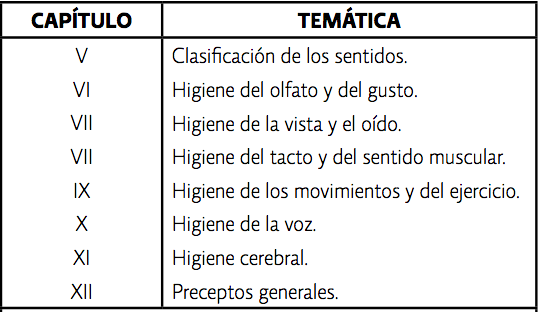 CAPÍTULO TEMÁTICA
V Clasificación de los sentidos.
VI Higiene del olfato y del gusto.
VII Higiene de la vista y el oído.
VII Higiene del tacto y del sentido muscular.
IX Higiene de los movimientos y del ejercicio.
X Higiene de la voz.
XI Higiene cerebral.
XII Preceptos generales.